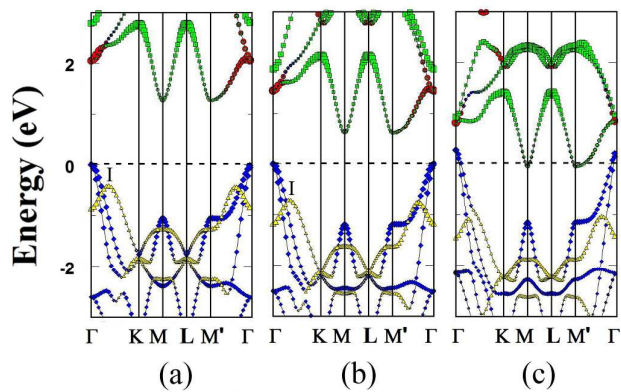 Energy (eV)
2
0
-2
I
I
Γ K M L M' Γ
Γ K M L M' Γ
Γ K M L M' Γ
(a) (b) (c)